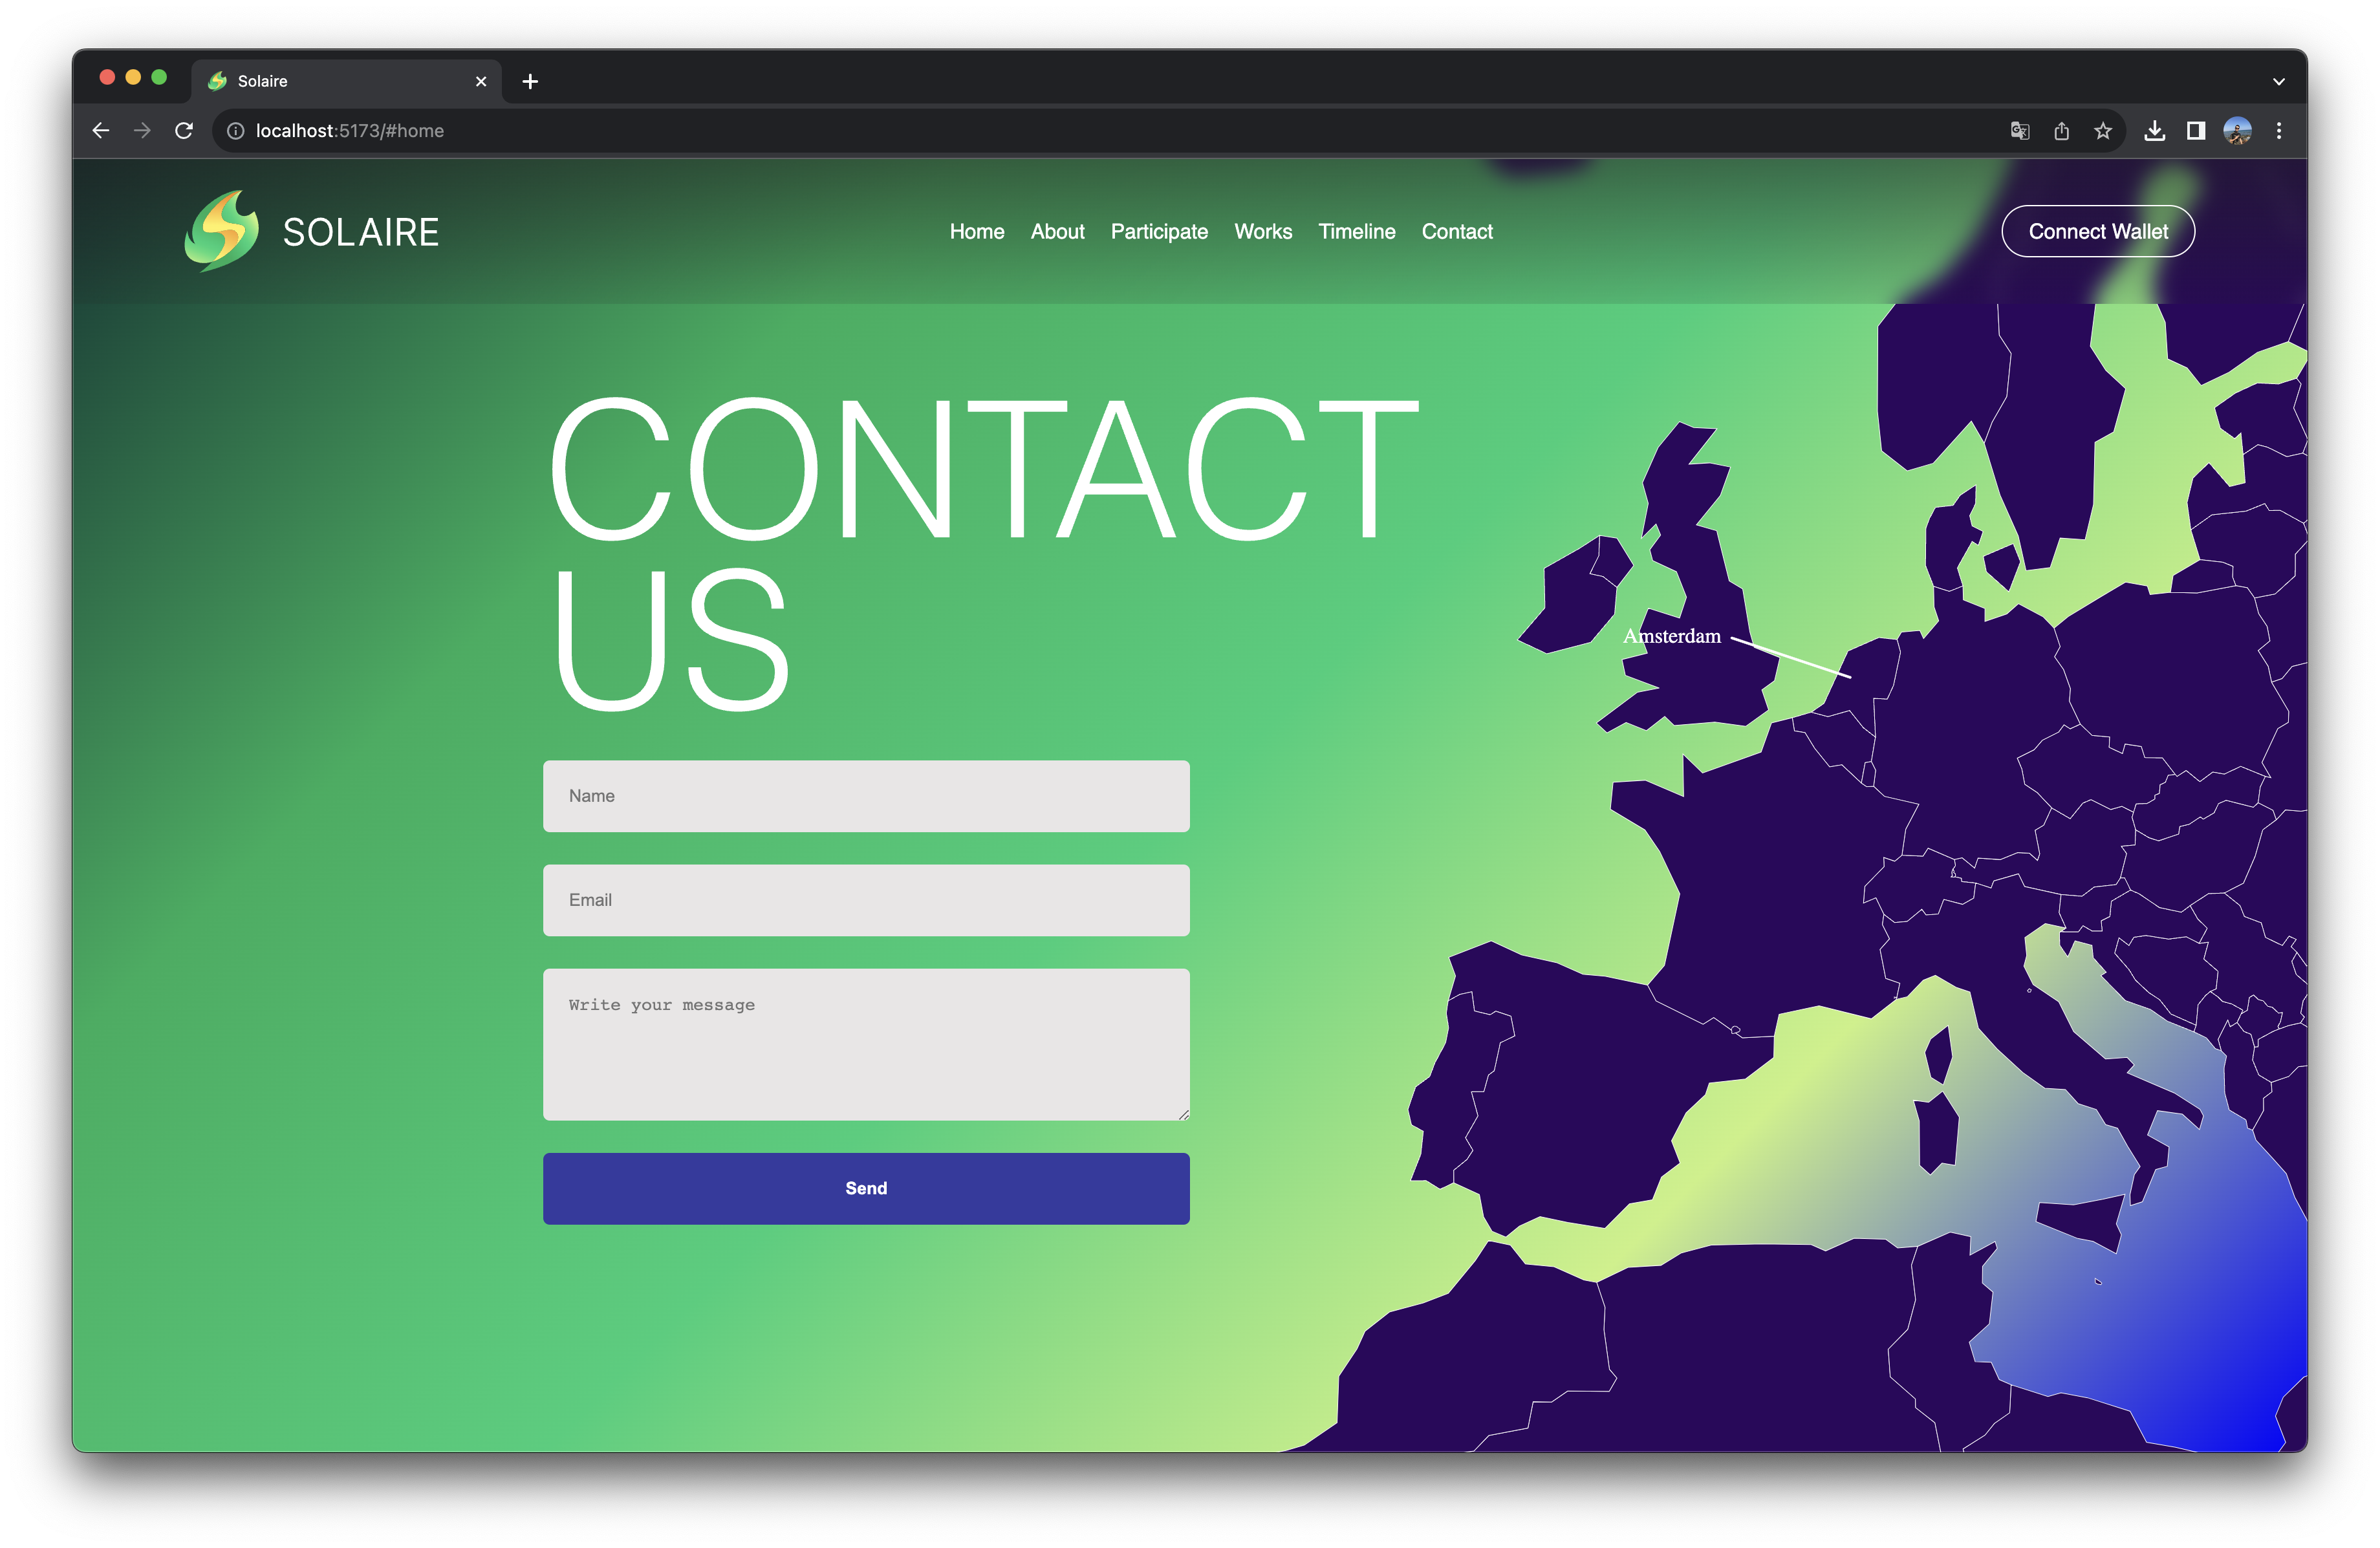 Solaire
localhost:5173/#home
SOLAIRE
Home About Participate Works Timeline Contact
Connect Wallet
CONTACT
US
Amsterdam
Name
Email
Write your message
Send